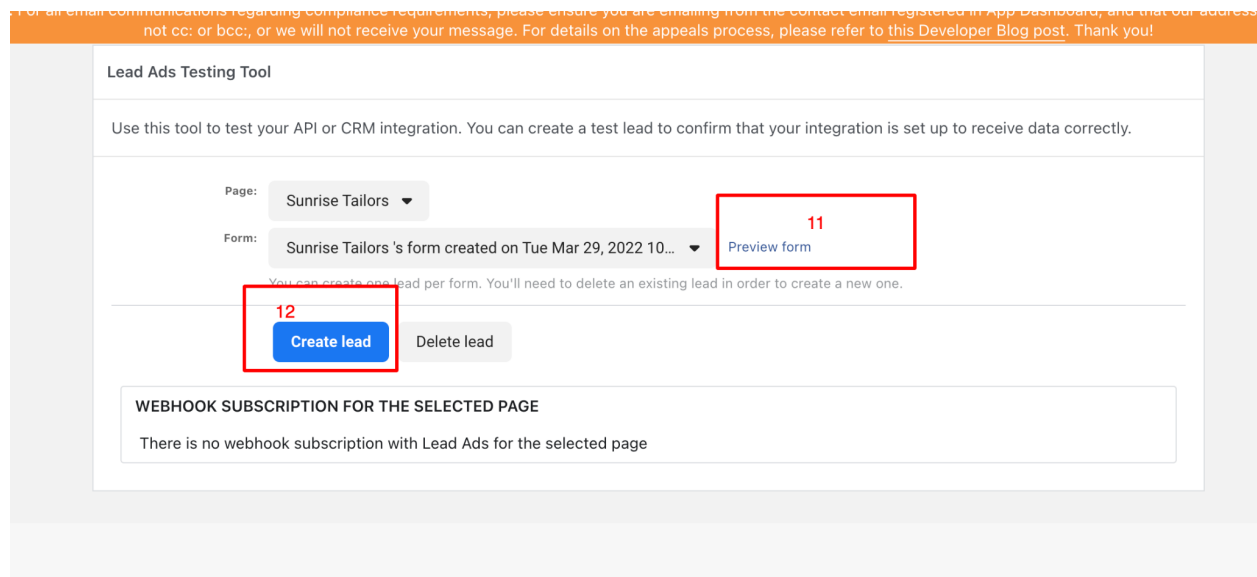 : For all email communications regarding compliance requirements, please ensure you are emailing from the contact email registered in App Dashboard, and that our address
not cc: or bcc:, or we will not receive your message. For details on the appeals process, please refer to this Developer Blog post. Thank you!
Lead Ads Testing Tool
Use this tool to test your API or CRM integration. You can create a test lead to confirm that your integration is set up to receive data correctly.
Page:
Sunrise Tailors
11
Form:
Sunrise Tailors 's form created on Tue Mar 29, 2022 10...
Preview form
You can create one lead per form. You'll need to delete an existing lead in order to create a new one.
12
Create lead
Delete lead
WEBHOOK SUBSCRIPTION FOR THE SELECTED PAGE
There is no webhook subscription with Lead Ads for the selected page